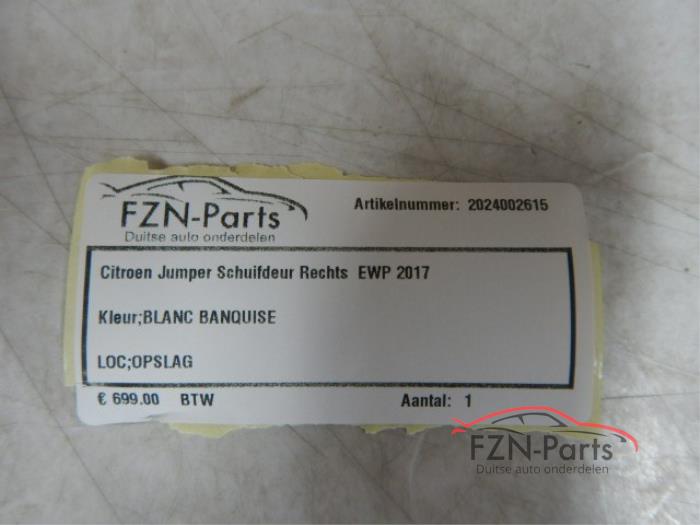 FZN-Parts
Duitse auto onderdelen
Artikelnummer: 2024002615
Citroen Jumper Schuifdeur Rechts EWP 2017
Kleur;BLANC BANQUISE
LOC;OPSLAG
€ 699.00 BTW
Aantal: 1
FZN-Parts
Duitse auto onderdelen